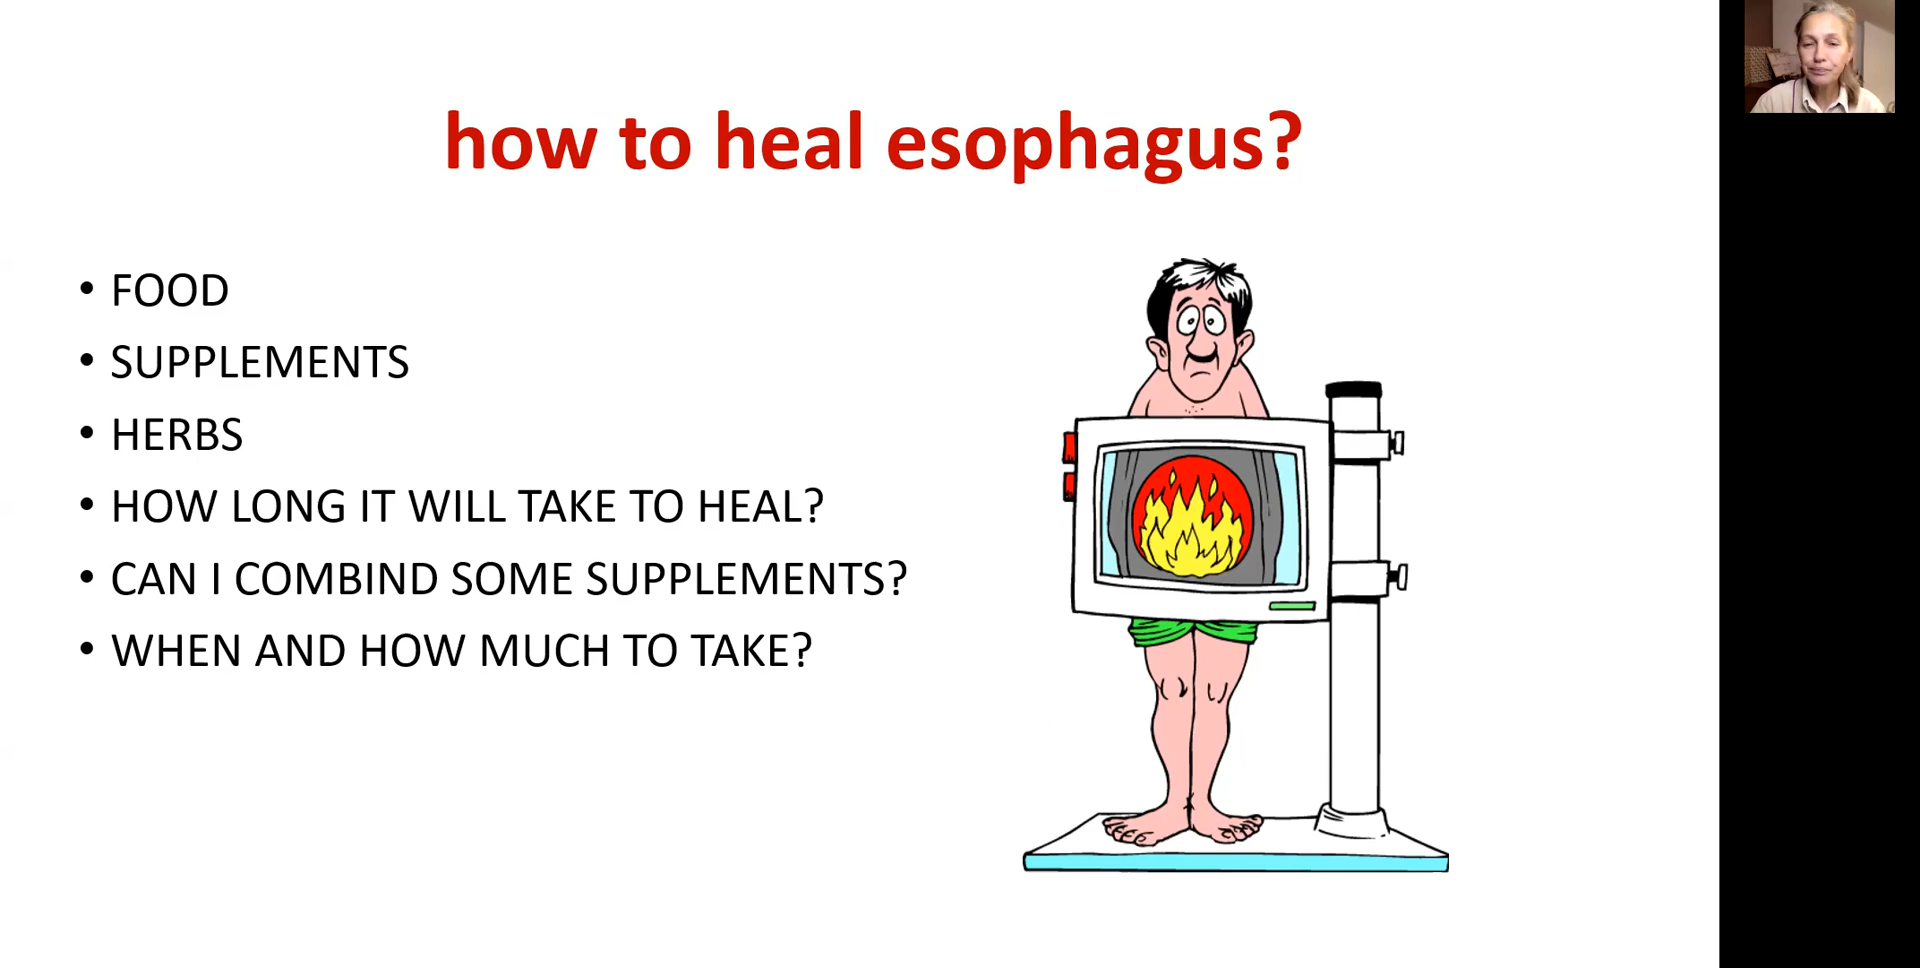 how to heal esophagus?
• FOOD
• SUPPLEMENTS
• HERBS
• HOW LONG IT WILL TAKE TO HEAL?
• CAN I COMBIND SOME SUPPLEMENTS?
• WHEN AND HOW MUCH TO TAKE?